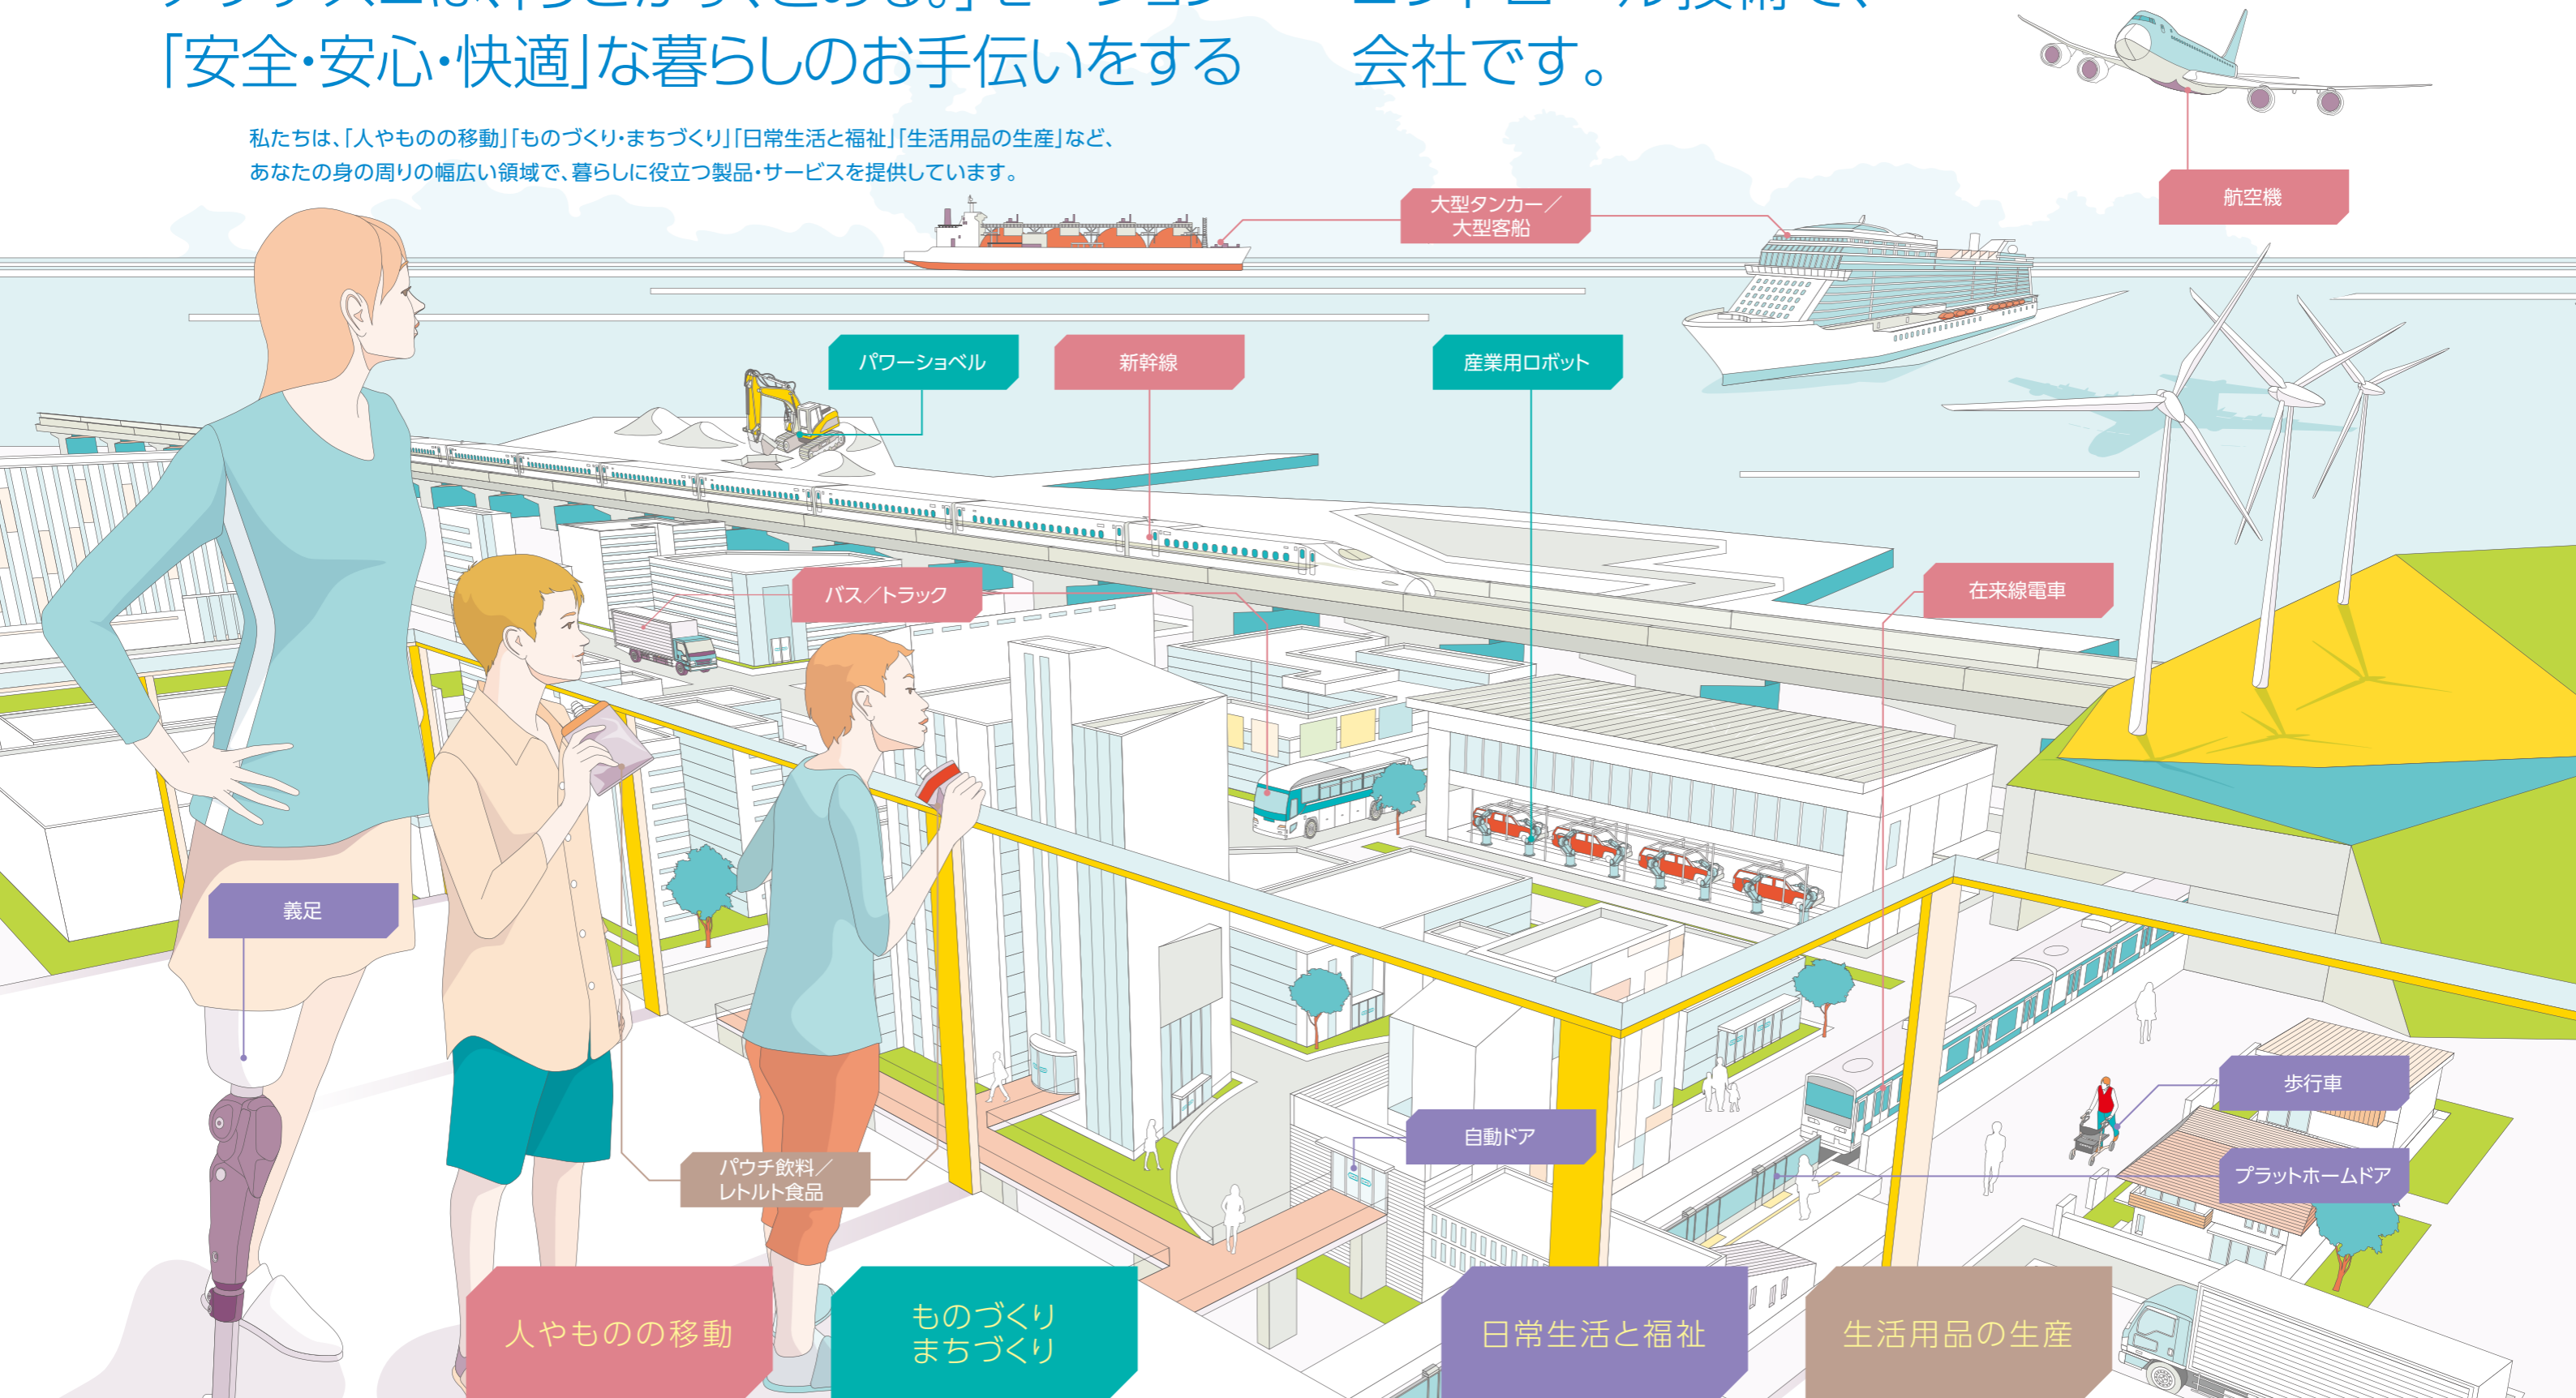 「安全・安心・快適」な暮らしのお手伝いをする 会社です。
私たちは、「人やものの移動」「ものづくり・まちづくり」「日常生活と福祉」「生活用品の生産」など、
あなたの身の周りの幅広い領域で、暮らしに役立つ製品・サービスを提供しています。
航空機
大型タンカー／
大型客船
パワーショベル
新幹線
産業用ロボット
バス／トラック
在来線電車
義足
歩行車
自動ドア
プラットホームドア
パウチ飲料／
レトルト食品
人やものの移動
ものづくり
まちづくり
日常生活と福祉
生活用品の生産